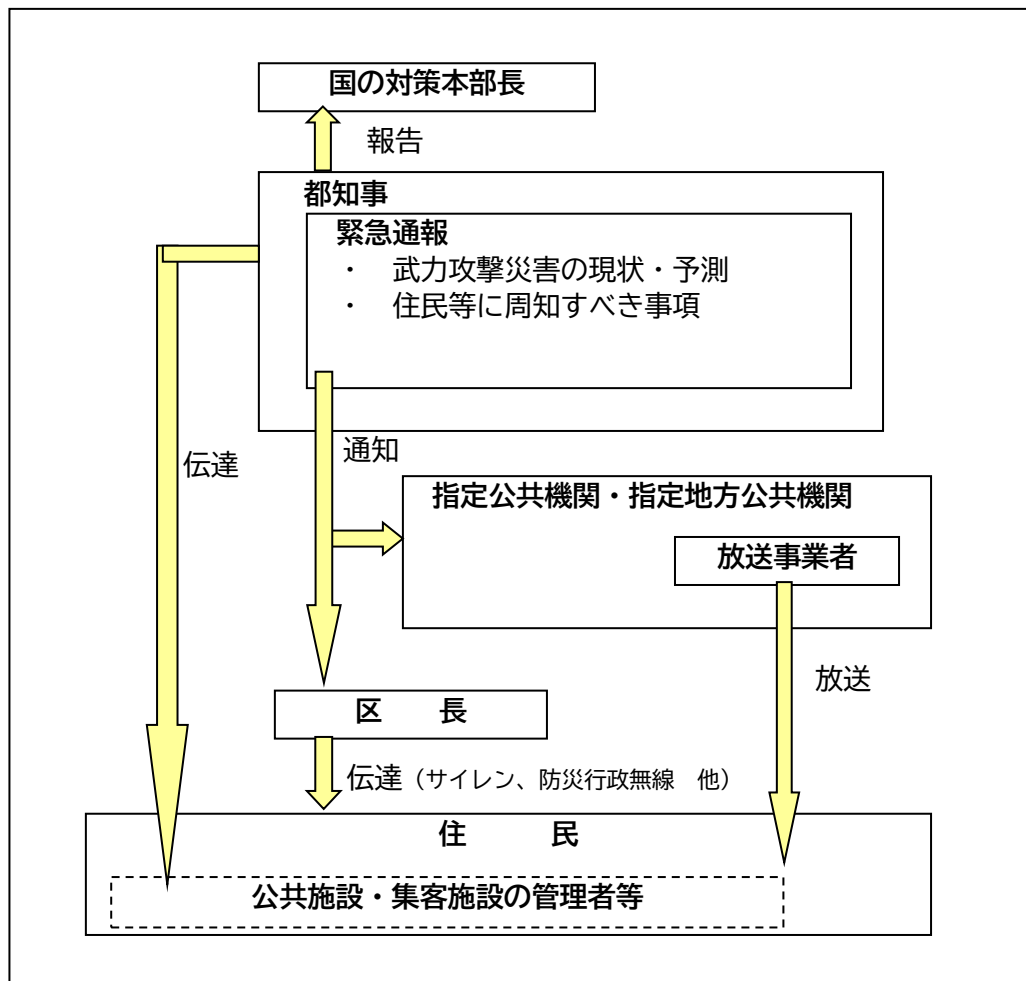 国の対策本部長
報告
都知事
緊急通報
・　武力攻撃災害の現状・予測
・　住民等に周知すべき事項
伝達
通知
指定公共機関・指定地方公共機関
放送事業者
放送
区　　長
伝達（サイレン、防災行政無線　他）
住　　　民
公共施設・集客施設の管理者等